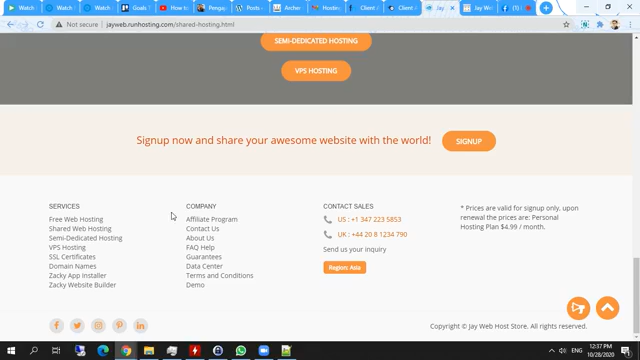 Watch
Watch
Watch
Goals
How to
Pengu
Posts -
Archer
Hosting
Client
Client A
Jay
Jay We
(1)
Not secure | jayweb.runhosting.com/shared-hosting.html
SEMI-DEDICATED HOSTING
VPS HOSTING
Signup now and share your awesome website with the world!
SIGNUP
SERVICES
Free Web Hosting
Shared Web Hosting
Semi-Dedicated Hosting
VPS Hosting
SSL Certificates
Domain Names
Zacky App Installer
Zacky Website Builder
COMPANY
Affiliate Program
Contact Us
About Us
FAQ Help
Guarantees
Data Center
Terms and Conditions
Demo
CONTACT SALES
US : +1 347 223 5853
UK : +44 20 8 1234 790
Send us your inquiry
Region: Asia
* Prices are valid for signup only, upon
renewal the prices are: Personal
Hosting Plan $4.99 / month.
Copyright © Jay Web Host Store. All rights reserved.
ENG
12:37 PM
10/28/2020